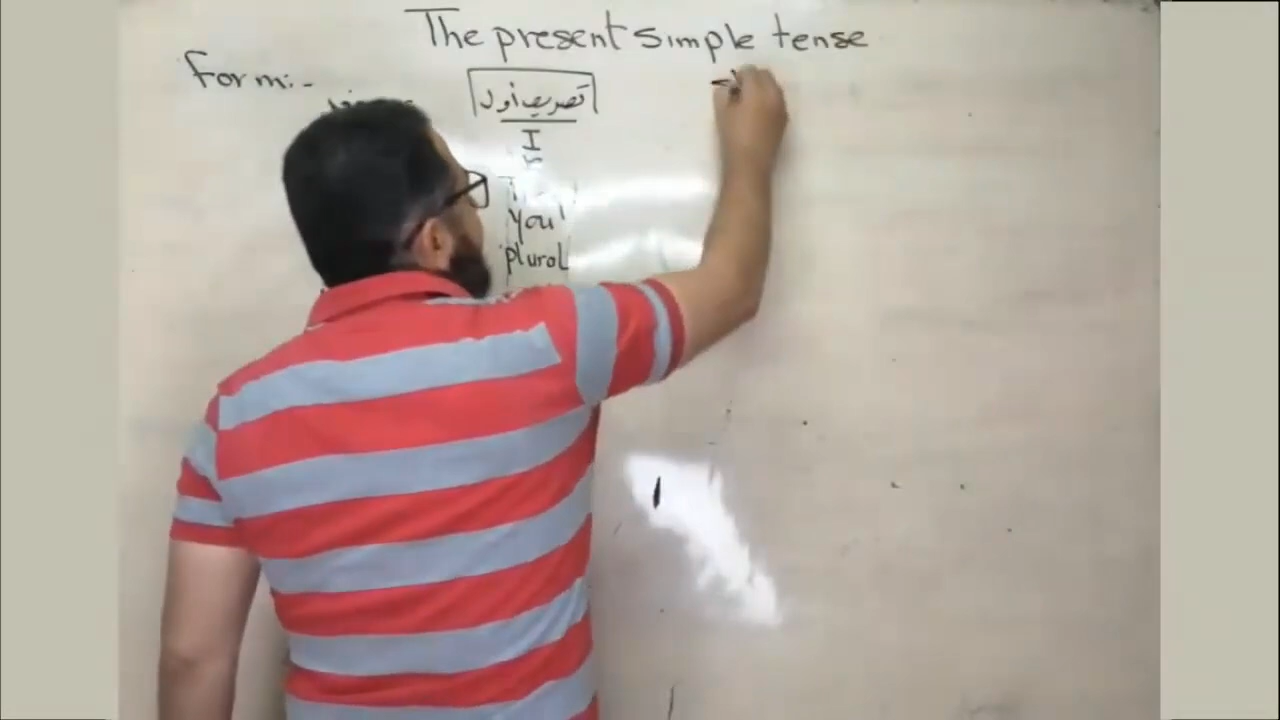 The present simple tense
Form:-
تصريف أول
I
you
plural